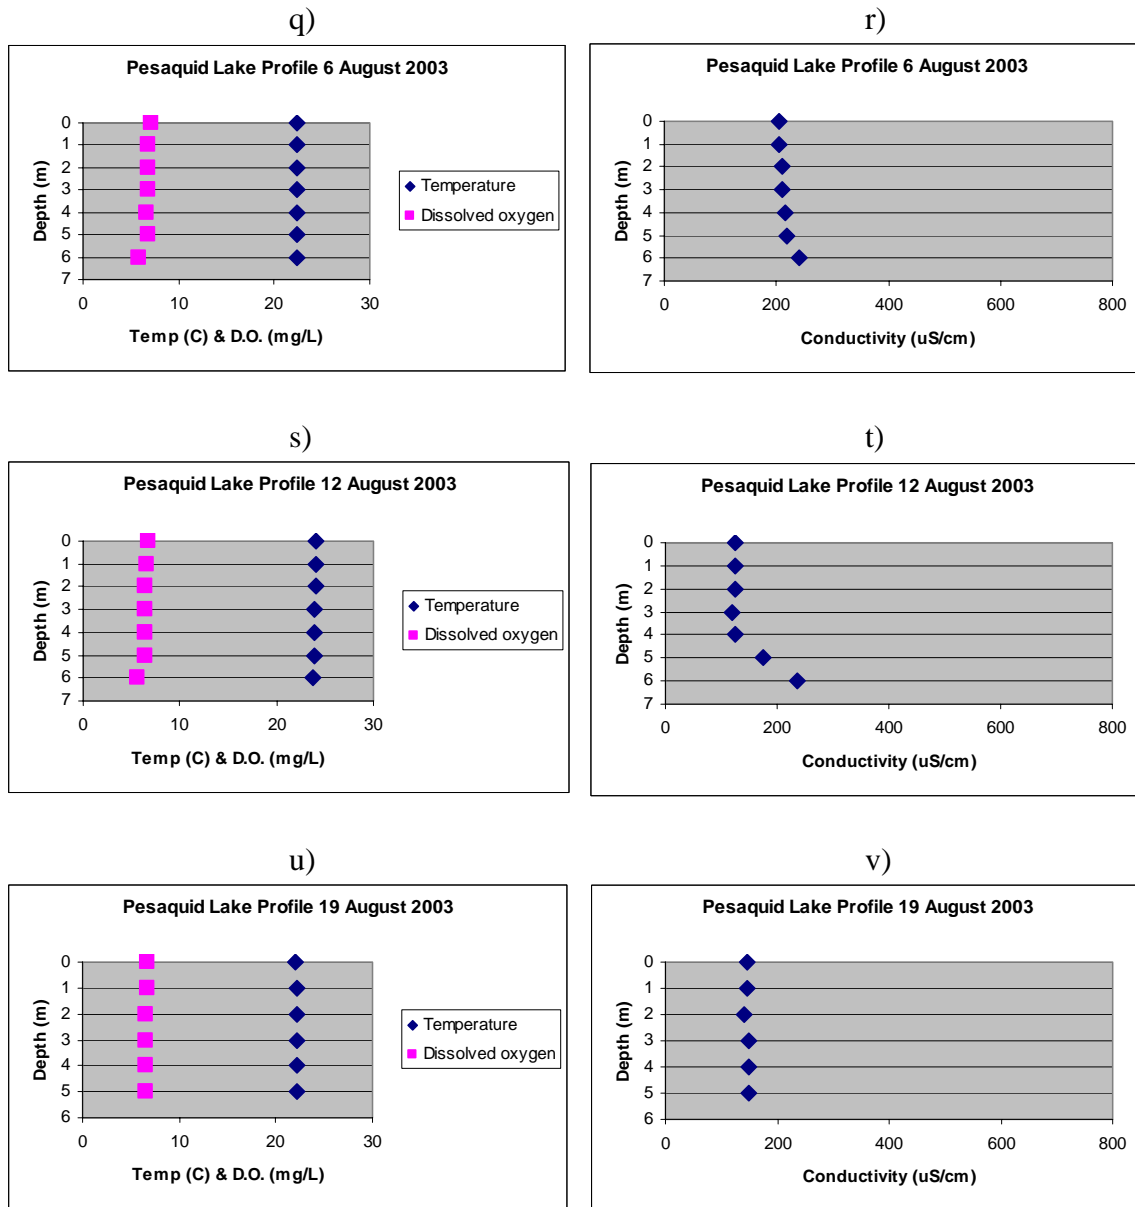 q)
r)
Pesaquid Lake Profile 6 August 2003
0
1
2
3
4
5
6
7
Depth (m)
0 10 20 30
Temp (C) & D.O. (mg/L)
Temperature
Dissolved oxygen
Pesaquid Lake Profile 6 August 2003
0
1
2
3
4
5
6
7
Depth (m)
0 200 400 600 800
Conductivity (uS/cm)
s)
t)
Pesaquid Lake Profile 12 August 2003
0
1
2
3
4
5
6
7
Depth (m)
0 10 20 30
Temp (C) & D.O. (mg/L)
Temperature
Dissolved oxygen
Pesaquid Lake Profile 12 August 2003
0
1
2
3
4
5
6
7
Depth (m)
0 200 400 600 800
Conductivity (uS/cm)
u)
v)
Pesaquid Lake Profile 19 August 2003
0
1
2
3
4
5
6
Depth (m)
0 10 20 30
Temp (C) & D.O. (mg/L)
Temperature
Dissolved oxygen
Pesaquid Lake Profile 19 August 2003
0
1
2
3
4
5
6
Depth (m)
0 200 400 600 800
Conductivity (uS/cm)